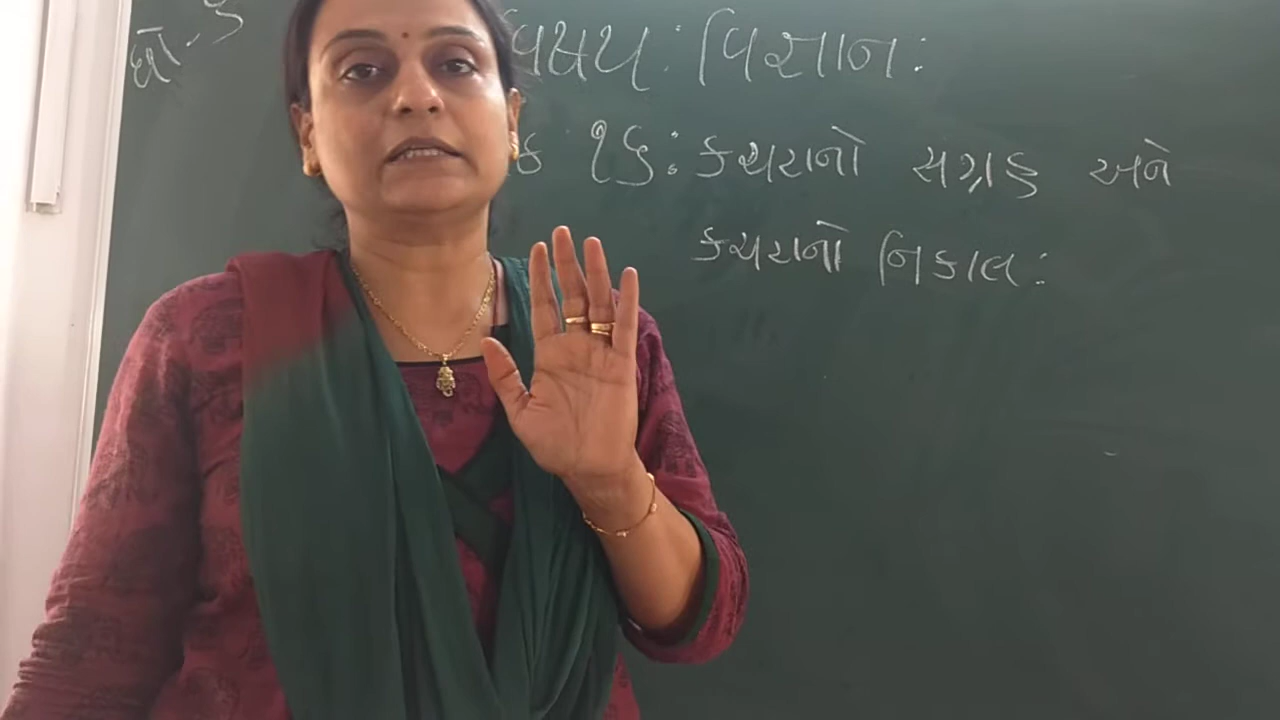 ધો-૬ વિષય: વિજ્ઞાન:
૧૬: કચરાનો સંગ્રહ અને
કચરાનો નિકાલ: